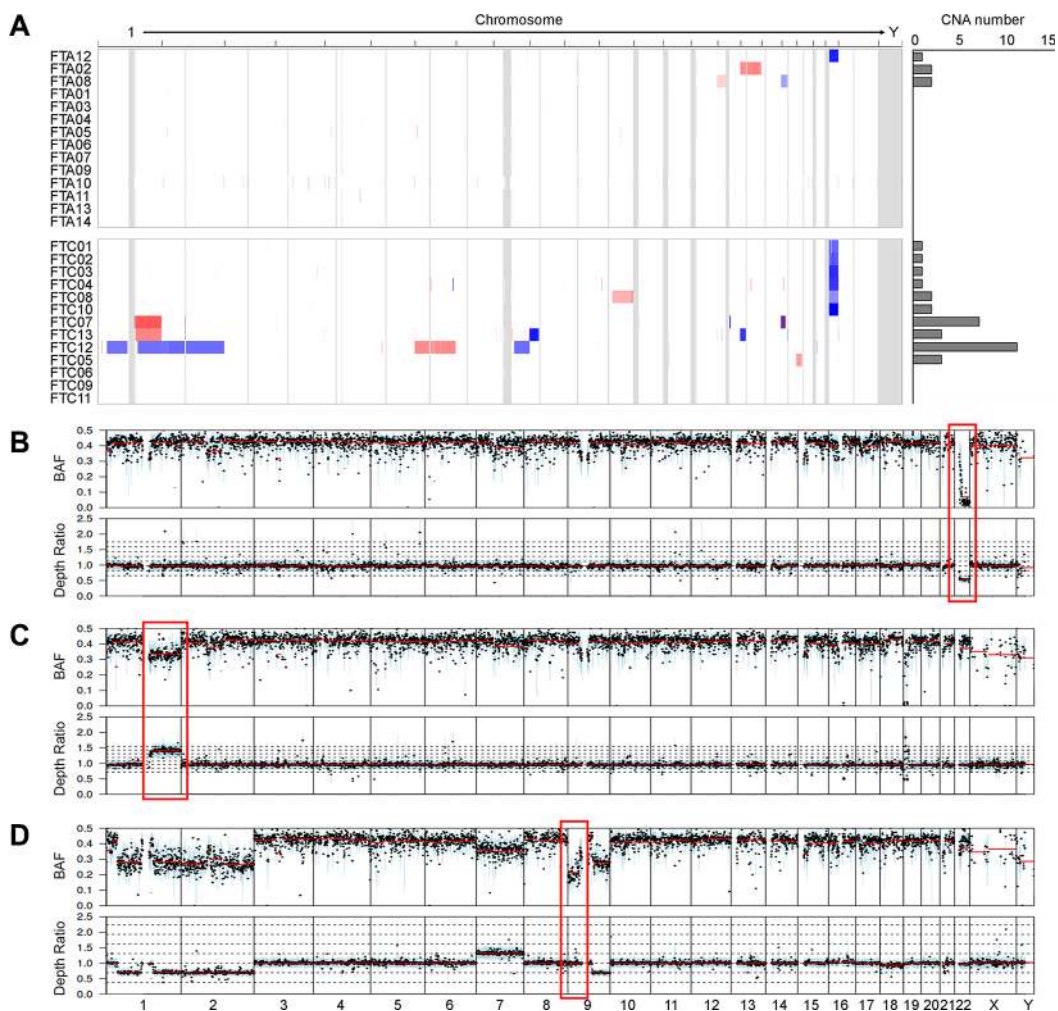 A
Chromosome
1 Y
CNA number
0 5 10 15
FTA12
FTA02
FTA08
FTA01
FTA03
FTA04
FTA05
FTA06
FTA07
FTA09
FTA10
FTA11
FTA13
FTA14
FTC01
FTC02
FTC03
FTC04
FTC08
FTC10
FTC07
FTC13
FTC12
FTC05
FTC06
FTC09
FTC11
B
BAF
0.5
0.4
0.3
0.2
0.1
0.0
Depth Ratio
2.5
2.0
1.5
1.0
0.5
0.0
C
BAF
0.5
0.4
0.3
0.2
0.1
0.0
Depth Ratio
2.5
2.0
1.5
1.0
0.5
0.0
D
BAF
0.5
0.4
0.3
0.2
0.1
0.0
Depth Ratio
2.5
2.0
1.5
1.0
0.5
0.0
1 2 3 4 5 6 7 8 9 10 11 12 13 14 15 16 17 18 19 20 21 22 X Y